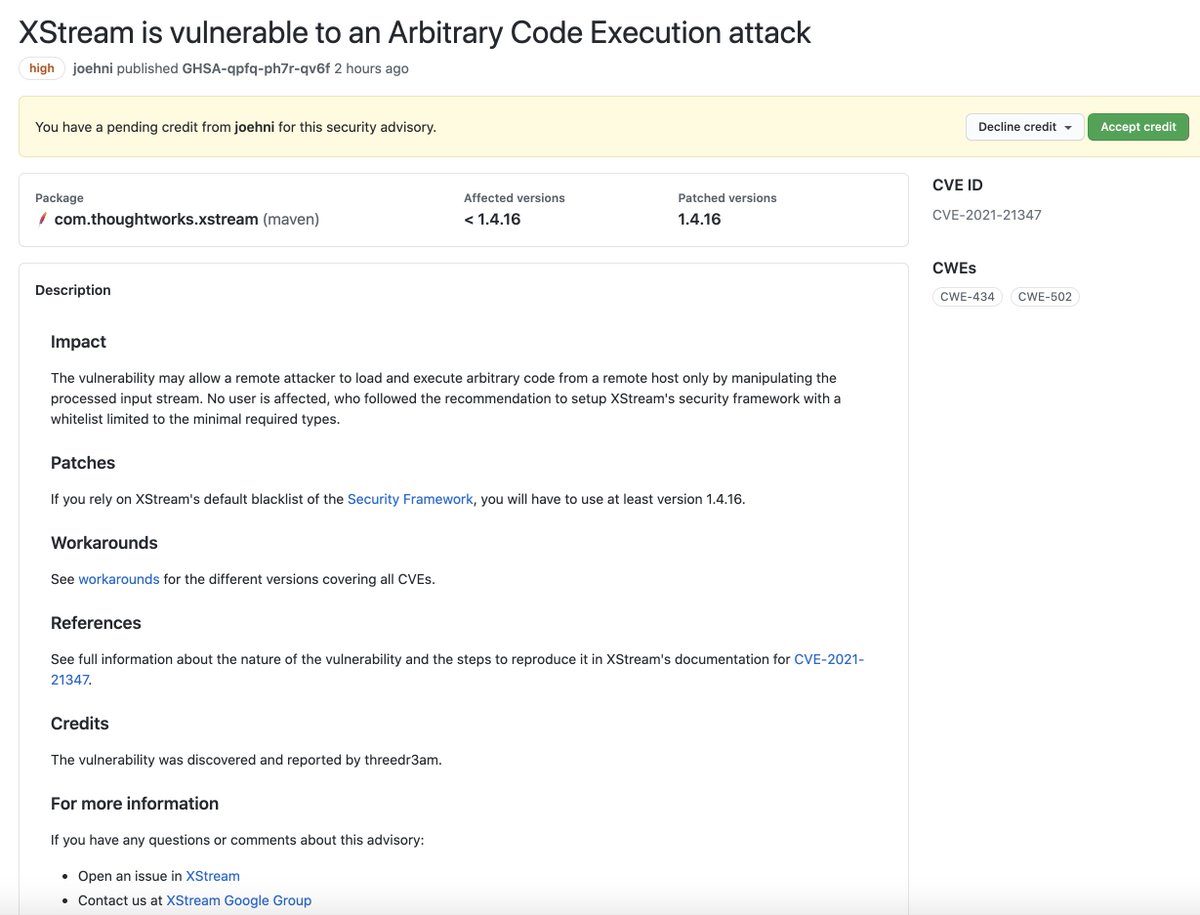 XStream is vulnerable to an Arbitrary Code Execution attack
high joehni published GHSA-qpfq-ph7r-qv6f 2 hours ago
You have a pending credit from joehni for this security advisory.
Decline credit
Accept credit
Package
com.thoughtworks.xstream (maven)
Affected versions
< 1.4.16
Patched versions
1.4.16
CVE ID
CVE-2021-21347
CWEs
CWE-434 CWE-502
Description
Impact
The vulnerability may allow a remote attacker to load and execute arbitrary code from a remote host only by manipulating the
processed input stream. No user is affected, who followed the recommendation to setup XStream's security framework with a
whitelist limited to the minimal required types.
Patches
If you rely on XStream's default blacklist of the Security Framework, you will have to use at least version 1.4.16.
Workarounds
See workarounds for the different versions covering all CVEs.
References
See full information about the nature of the vulnerability and the steps to reproduce it in XStream's documentation for CVE-2021-
21347.
Credits
The vulnerability was discovered and reported by threedr3am.
For more information
If you have any questions or comments about this advisory:
• Open an issue in XStream
• Contact us at XStream Google Group